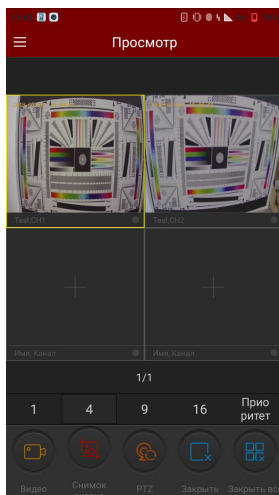 Просмотр
Test,CH1
Test,CH2
Имя, Канал
Имя, Канал
1/1
1
4
9
16
Прио
ритет
Видео
Снимок
экрана
PTZ
Закрыть
Закрыть вс